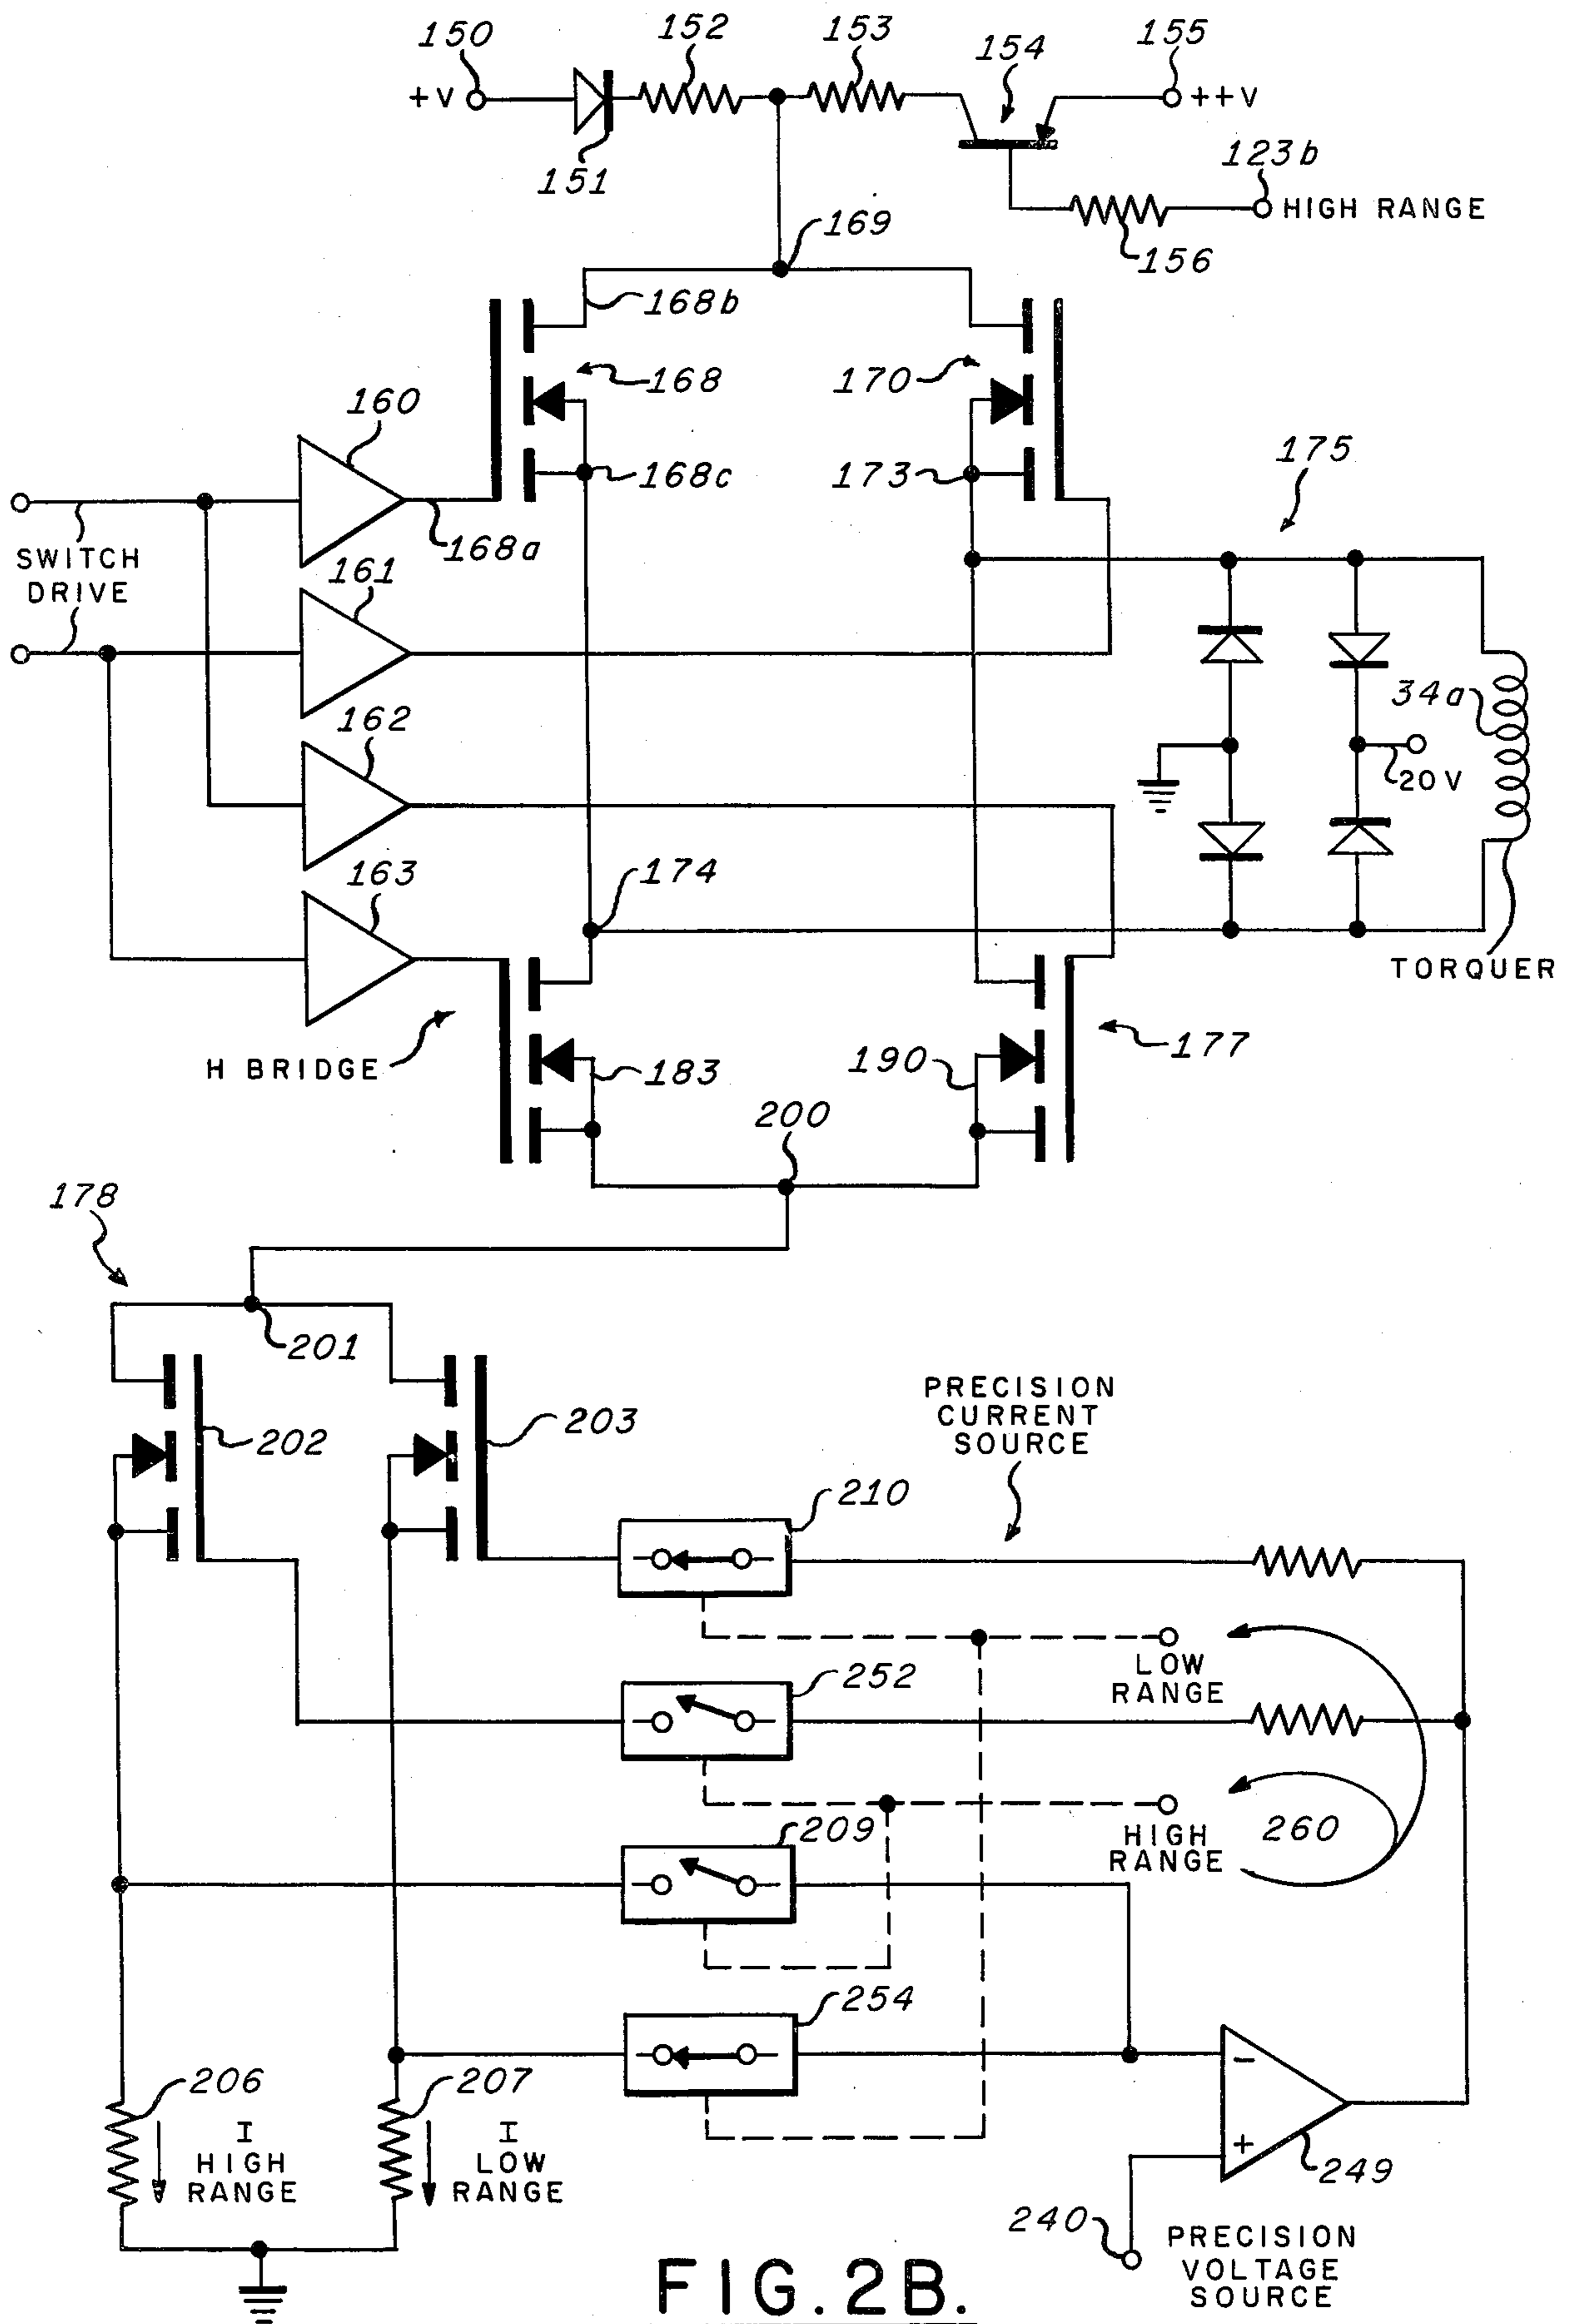 150
152
153
154
155
+V
++V
151
123b
HIGH RANGE
156
169
168b
168
170
160
168c
173
175
168a
SWITCH
DRIVE
161
34a
162
20V
163
174
TORQUER
H BRIDGE
183
190
177
200
178
201
PRECISION
CURRENT
SOURCE
202
203
210
LOW
RANGE
252
HIGH
RANGE
260
209
254
206
207
I
HIGH
RANGE
I
LOW
RANGE
−
+
249
240
PRECISION
VOLTAGE
SOURCE
FIG.2B.